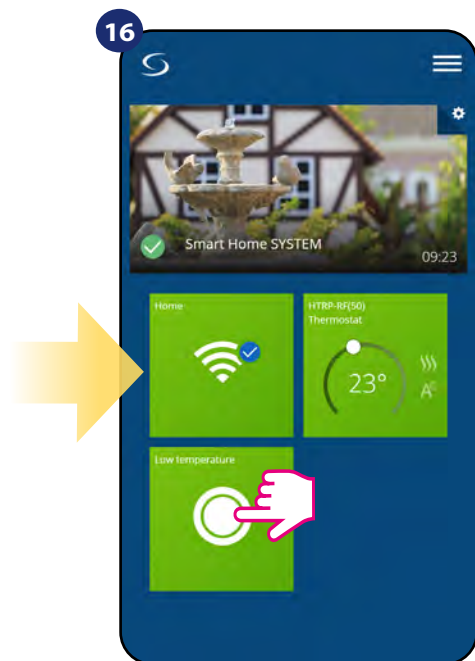 16
Smart Home SYSTEM
09:23
Home
HTRP-RF(50)
Thermostat
23°
Low temperature